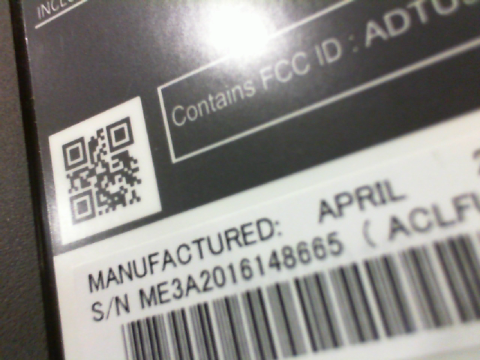 Contains FCC ID : ADTU
MANUFACTURED: APRIL
S/N ME3A2016148665 ( ACLF